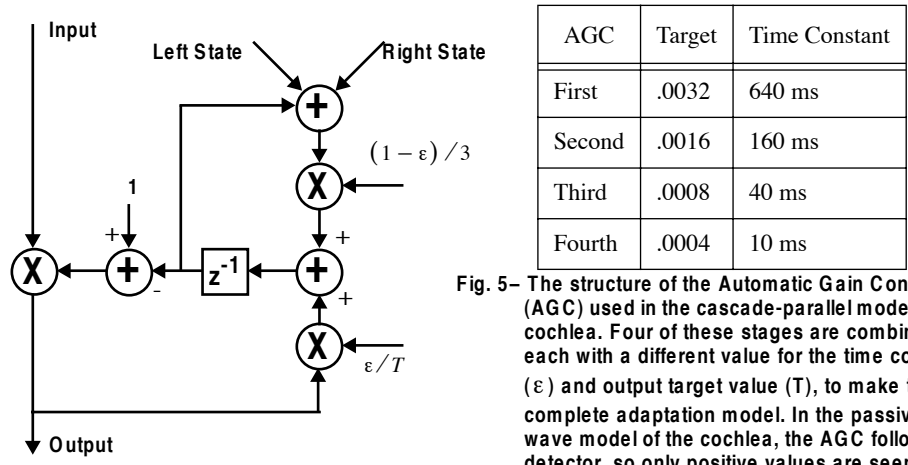 Input
Left State
Right State
+
(1 – ε) / 3
X
1
+
+
X
+
-
z-1
+
+
X
ε/T
Output
AGC Target Time Constant
First .0032 640 ms
Second .0016 160 ms
Third .0008 40 ms
Fourth .0004 10 ms
Fig. 5– The structure of the Automatic Gain Con
(AGC) used in the cascade-parallel mode
cochlea. Four of these stages are combin
each with a different value for the time co
(ε) and output target value (T), to make
complete adaptation model. In the passiv
wave model of the cochlea, the AGC follow
detector, so only positive values are seen